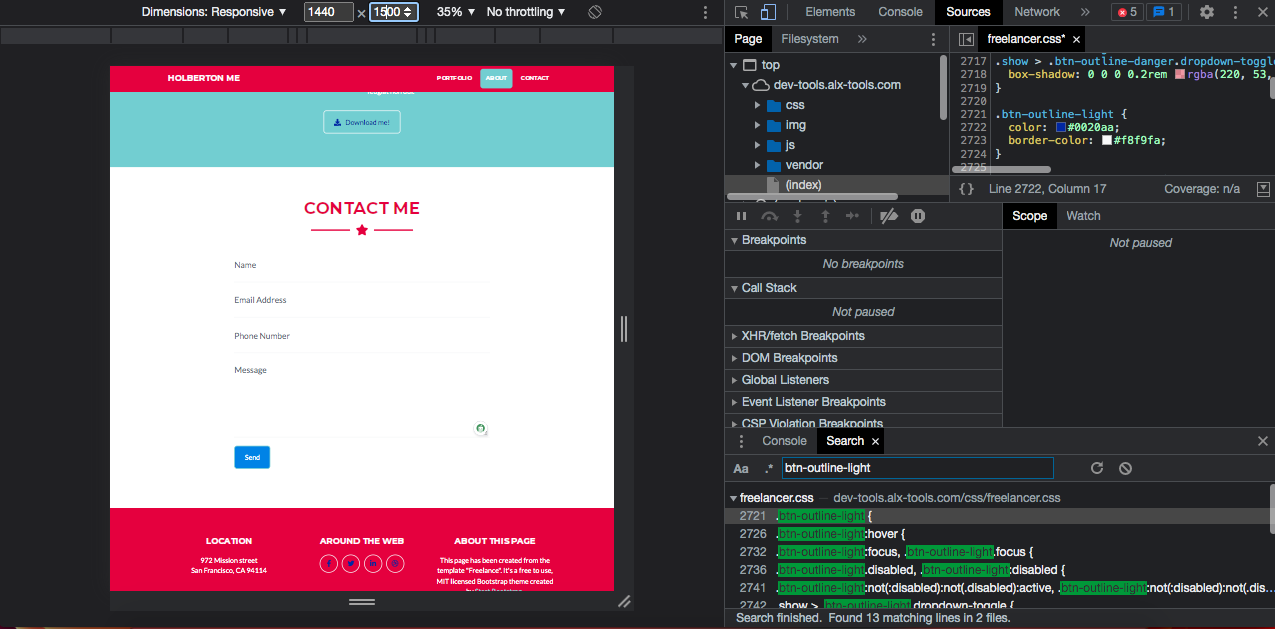 Dimensions: Responsive ▼ 1440 × 1500 35% ▼ No throttling ▼
HOLBERTON ME PORTFOLIO ABOUT CONTACT
Download me!
CONTACT ME
Name
Email Address
Phone Number
Message
Send
LOCATION
972 Mission street
San Francisco, CA 94114
AROUND THE WEB
ABOUT THIS PAGE
This page has been created from the
template "Freelance". It's a free to use,
MIT licensed Bootstrap theme created
Elements Console Sources Network » 5 1
Page Filesystem »
top
dev-tools.alx-tools.com
css
img
js
vendor
(index)
freelancer.css* ×
2717 .show > .btn-outline-danger.dropdown-toggle
2718 box-shadow: 0 0 0 0.2rem rgba(220, 53,
2719 }
2720
2721 .btn-outline-light {
2722 color: #0020aa;
2723 border-color: #f8f9fa;
2724 }
2725
{} Line 2722, Column 17 Coverage: n/a
Breakpoints
No breakpoints
Call Stack
Not paused
XHR/fetch Breakpoints
DOM Breakpoints
Global Listeners
Event Listener Breakpoints
CSP Violation Breakpoints
Scope Watch
Not paused
Console Search ×
Aa .* btn-outline-light
freelancer.css — dev-tools.alx-tools.com/css/freelancer.css
2721 .btn-outline-light {
2726 .btn-outline-light:hover {
2732 .btn-outline-light:focus, .btn-outline-light.focus {
2736 .btn-outline-light.disabled, .btn-outline-light:disabled {
2741 .btn-outline-light:not(:disabled):not(.disabled):active, .btn-outline-light:not(:disabled):not(.dis…
2742 .show > .btn-outline-light.dropdown-toggle {
Search finished. Found 13 matching lines in 2 files.